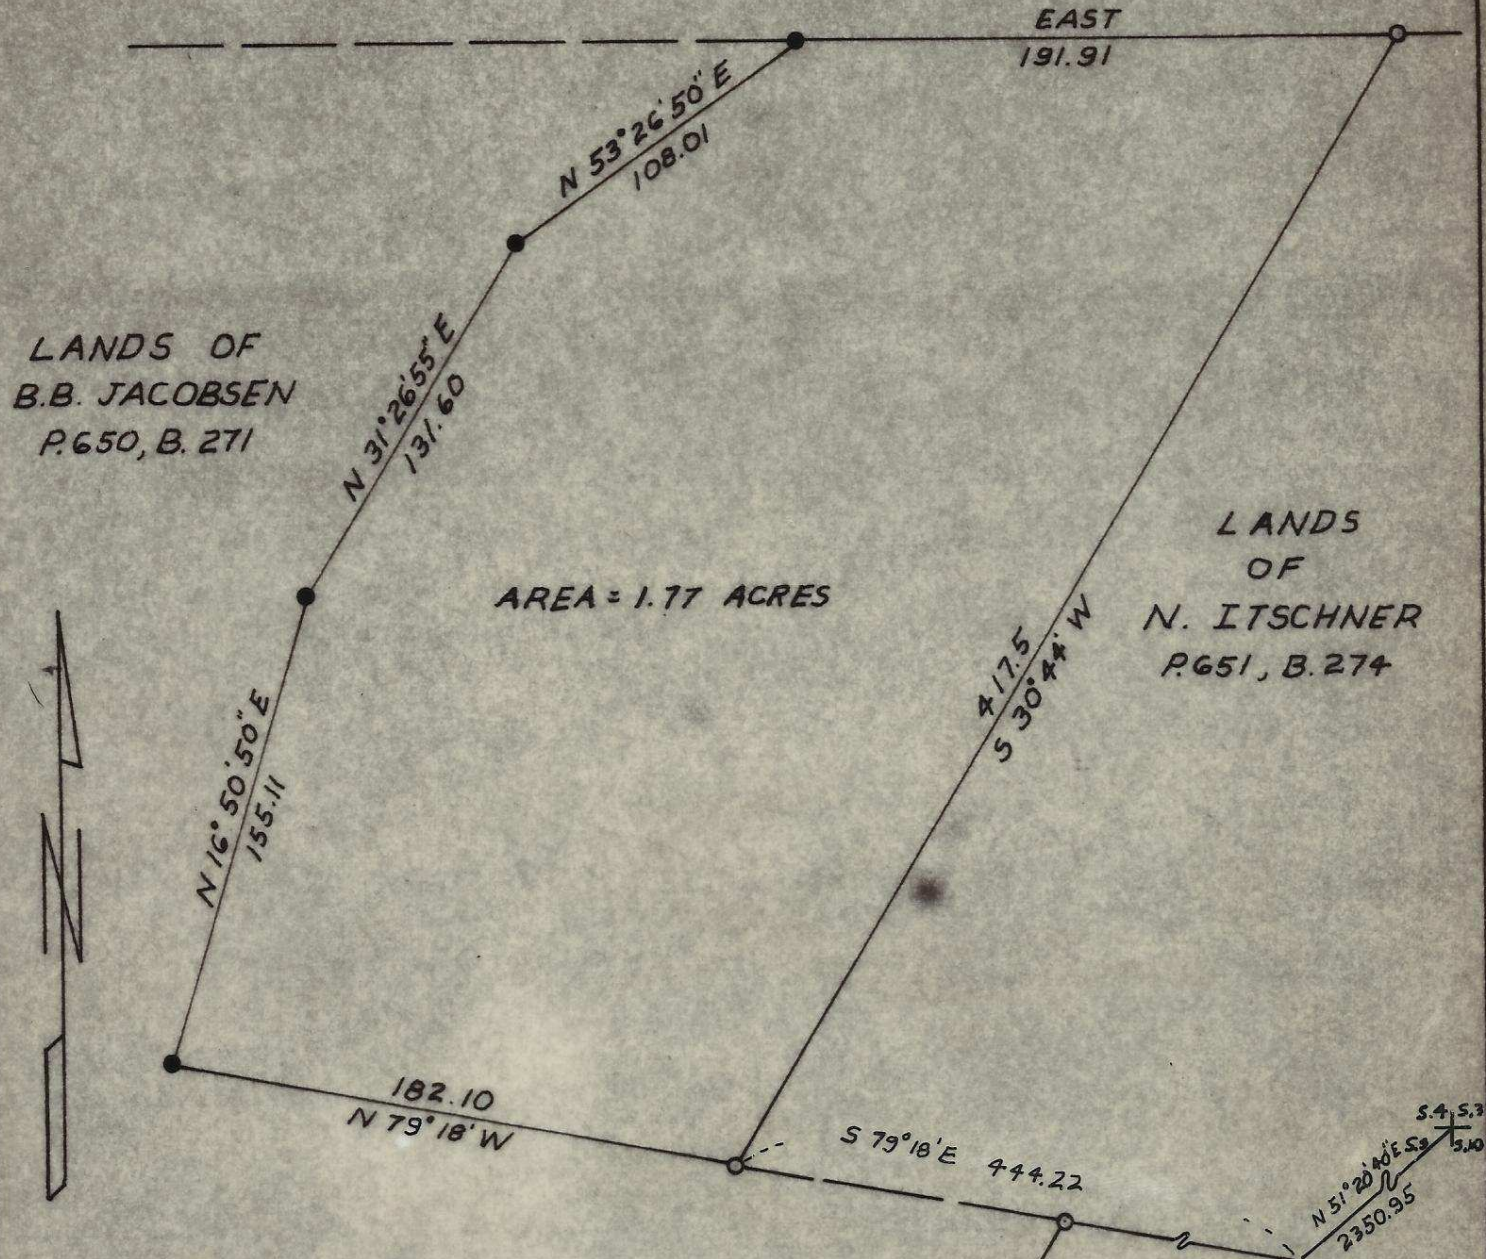 EAST
191.91
N 53°26'50" E
108.01
N 31°26'55" E
131.60
LANDS OF
B.B. JACOBSEN
P.650, B.271
LANDS
OF
N. ITSCHNER
P.651, B.274
AREA = 1.77 ACRES
417.5
S 30°44' W
N 16°50'50" E
155.11
N
182.10
N 79°18' W
S 79°18' E 444.22
S.4 S.3
S.9 S.10
N 51°20'40" E
2350.95